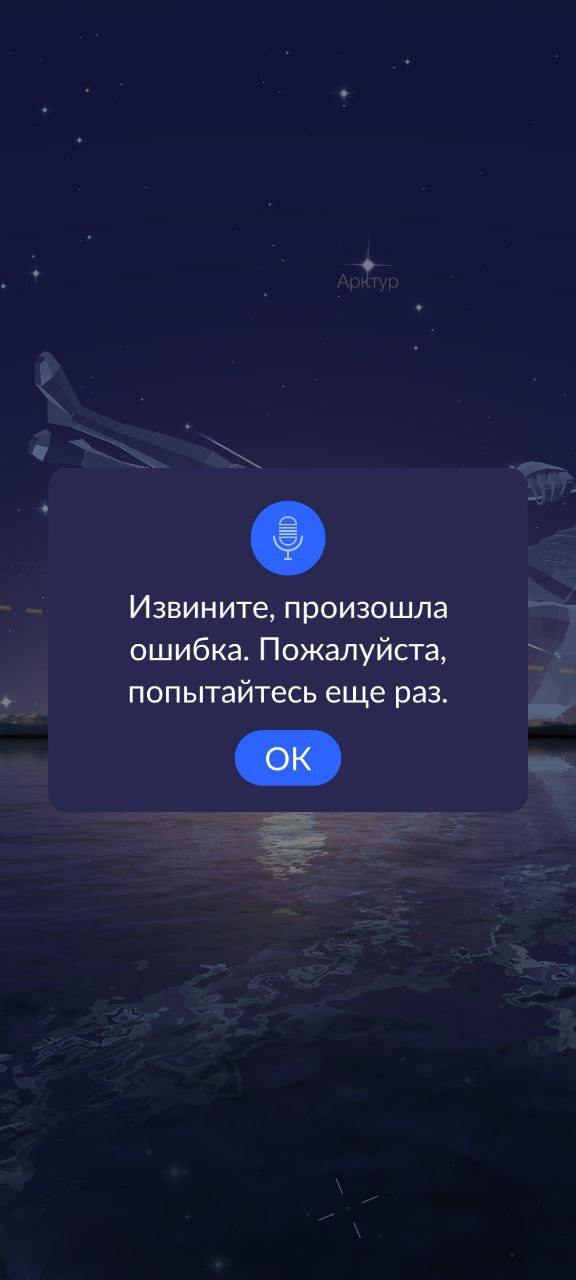 Арктур
Извините, произошла
ошибка. Пожалуйста,
попытайтесь еще раз.
OK